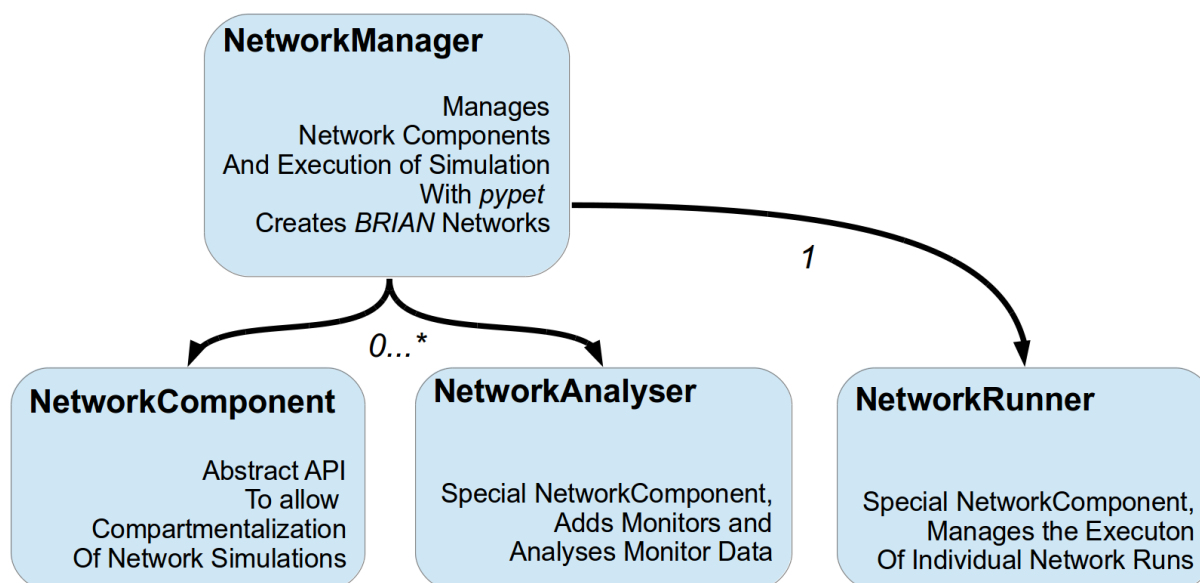 NetworkManager
Manages
Network Components
And Execution of Simulation
With pypet
Creates BRIAN Networks
1
0...*
NetworkComponent
Abstract API
To allow
Compartmentalization
Of Network Simulations
NetworkAnalyser
Special NetworkComponent,
Adds Monitors and
Analyses Monitor Data
NetworkRunner
Special NetworkComponent,
Manages the Executon
Of Individual Network Runs